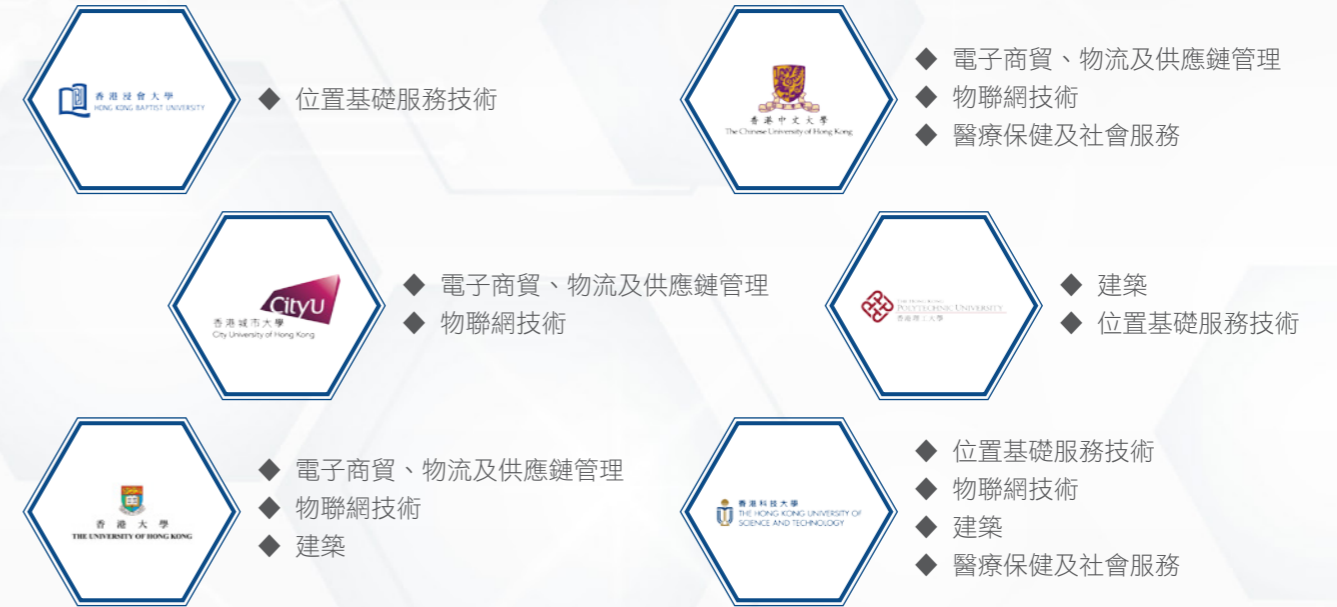 香港浸會大學
HONG KONG BAPTIST UNIVERSITY
◆ 位置基礎服務技術
香港中文大學
The Chinese University of Hong Kong
◆ 電子商貿、物流及供應鏈管理
◆ 物聯網技術
◆ 醫療保健及社會服務
CityU
香港城市大學
City University of Hong Kong
◆ 電子商貿、物流及供應鏈管理
◆ 物聯網技術
THE HONG KONG
POLYTECHNIC UNIVERSITY
香港理工大學
◆ 建築
◆ 位置基礎服務技術
香港大學
THE UNIVERSITY OF HONG KONG
◆ 電子商貿、物流及供應鏈管理
◆ 物聯網技術
◆ 建築
香港科技大學
THE HONG KONG UNIVERSITY OF
SCIENCE AND TECHNOLOGY
◆ 位置基礎服務技術
◆ 物聯網技術
◆ 建築
◆ 醫療保健及社會服務